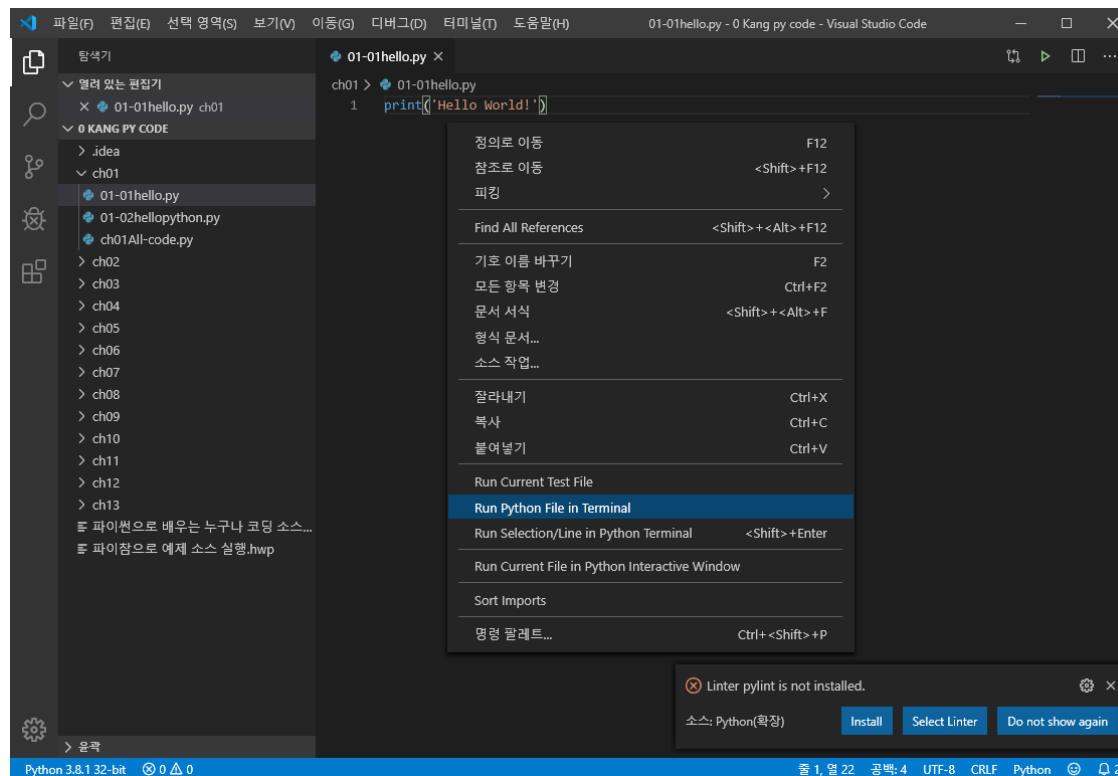 파일(F) 편집(E) 선택 영역(S) 보기(V) 이동(G) 디버그(D) 터미널(T) 도움말(H) 01-01hello.py - 0 Kang py code - Visual Studio Code
탐색기
열려 있는 편집기
01-01hello.py ch01
0 KANG PY CODE
.idea
ch01
01-01hello.py
01-02hellopython.py
ch01All-code.py
ch02
ch03
ch04
ch05
ch06
ch07
ch08
ch09
ch10
ch11
ch12
ch13
파이썬으로 배우는 누구나 코딩 소스...
파이참으로 예제 소스 실행.hwp
윤곽
01-01hello.py
ch01 > 01-01hello.py
1 print('Hello World!')
정의로 이동 F12
참조로 이동 <Shift>+F12
피킹
Find All References <Shift>+<Alt>+F12
기호 이름 바꾸기 F2
모든 항목 변경 Ctrl+F2
문서 서식 <Shift>+<Alt>+F
형식 문서...
소스 작업...
잘라내기 Ctrl+X
복사 Ctrl+C
붙여넣기 Ctrl+V
Run Current Test File
Run Python File in Terminal
Run Selection/Line in Python Terminal <Shift>+Enter
Run Current File in Python Interactive Window
Sort Imports
명령 팔레트... Ctrl+<Shift>+P
Linter pylint is not installed.
소스: Python(확장) Install Select Linter Do not show again
Python 3.8.1 32-bit 0 0 줄 1, 열 22 공백: 4 UTF-8 CRLF Python